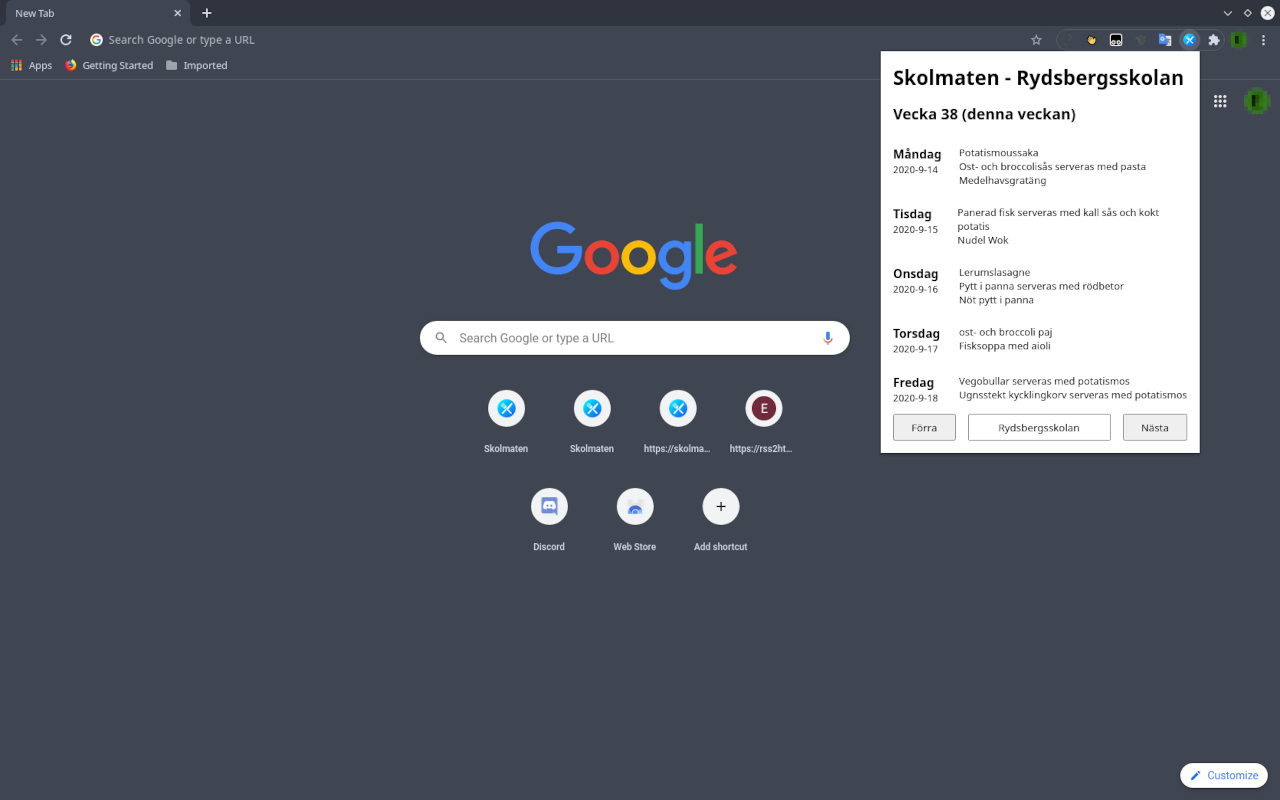 New Tab
Search Google or type a URL
Apps
Getting Started
Imported
Skolmaten - Rydsbergsskolan
Vecka 38 (denna veckan)
Måndag
2020-9-14
Potatismoussaka
Ost- och broccolisås serveras med pasta
Medelhavsgratäng
Tisdag
2020-9-15
Panerad fisk serveras med kall sås och kokt
potatis
Nudel Wok
Onsdag
2020-9-16
Lerumslasagne
Pytt i panna serveras med rödbetor
Nöt pytt i panna
Torsdag
2020-9-17
ost- och broccoli paj
Fisksoppa med aioli
Fredag
2020-9-18
Vegobullar serveras med potatismos
Ugnsstekt kycklingkorv serveras med potatismos
Förra
Rydsbergsskolan
Nästa
Google
Search Google or type a URL
Skolmaten
Skolmaten
https://skolma...
E
https://rss2ht...
Discord
Web Store
Add shortcut
Customize